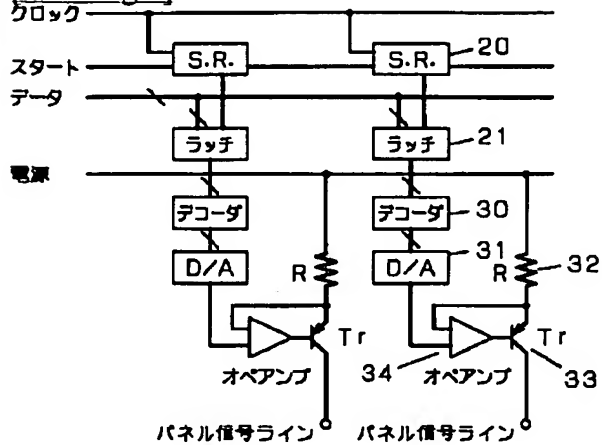 クロック
S.R. S.R. 20
スタート
データ
ラッチ ラッチ 21
電源
デコーダ デコーダ 30
D/A D/A 31
R R 32
Tr Tr
オペアンプ 34 オペアンプ 33
パネル信号ライン パネル信号ライン